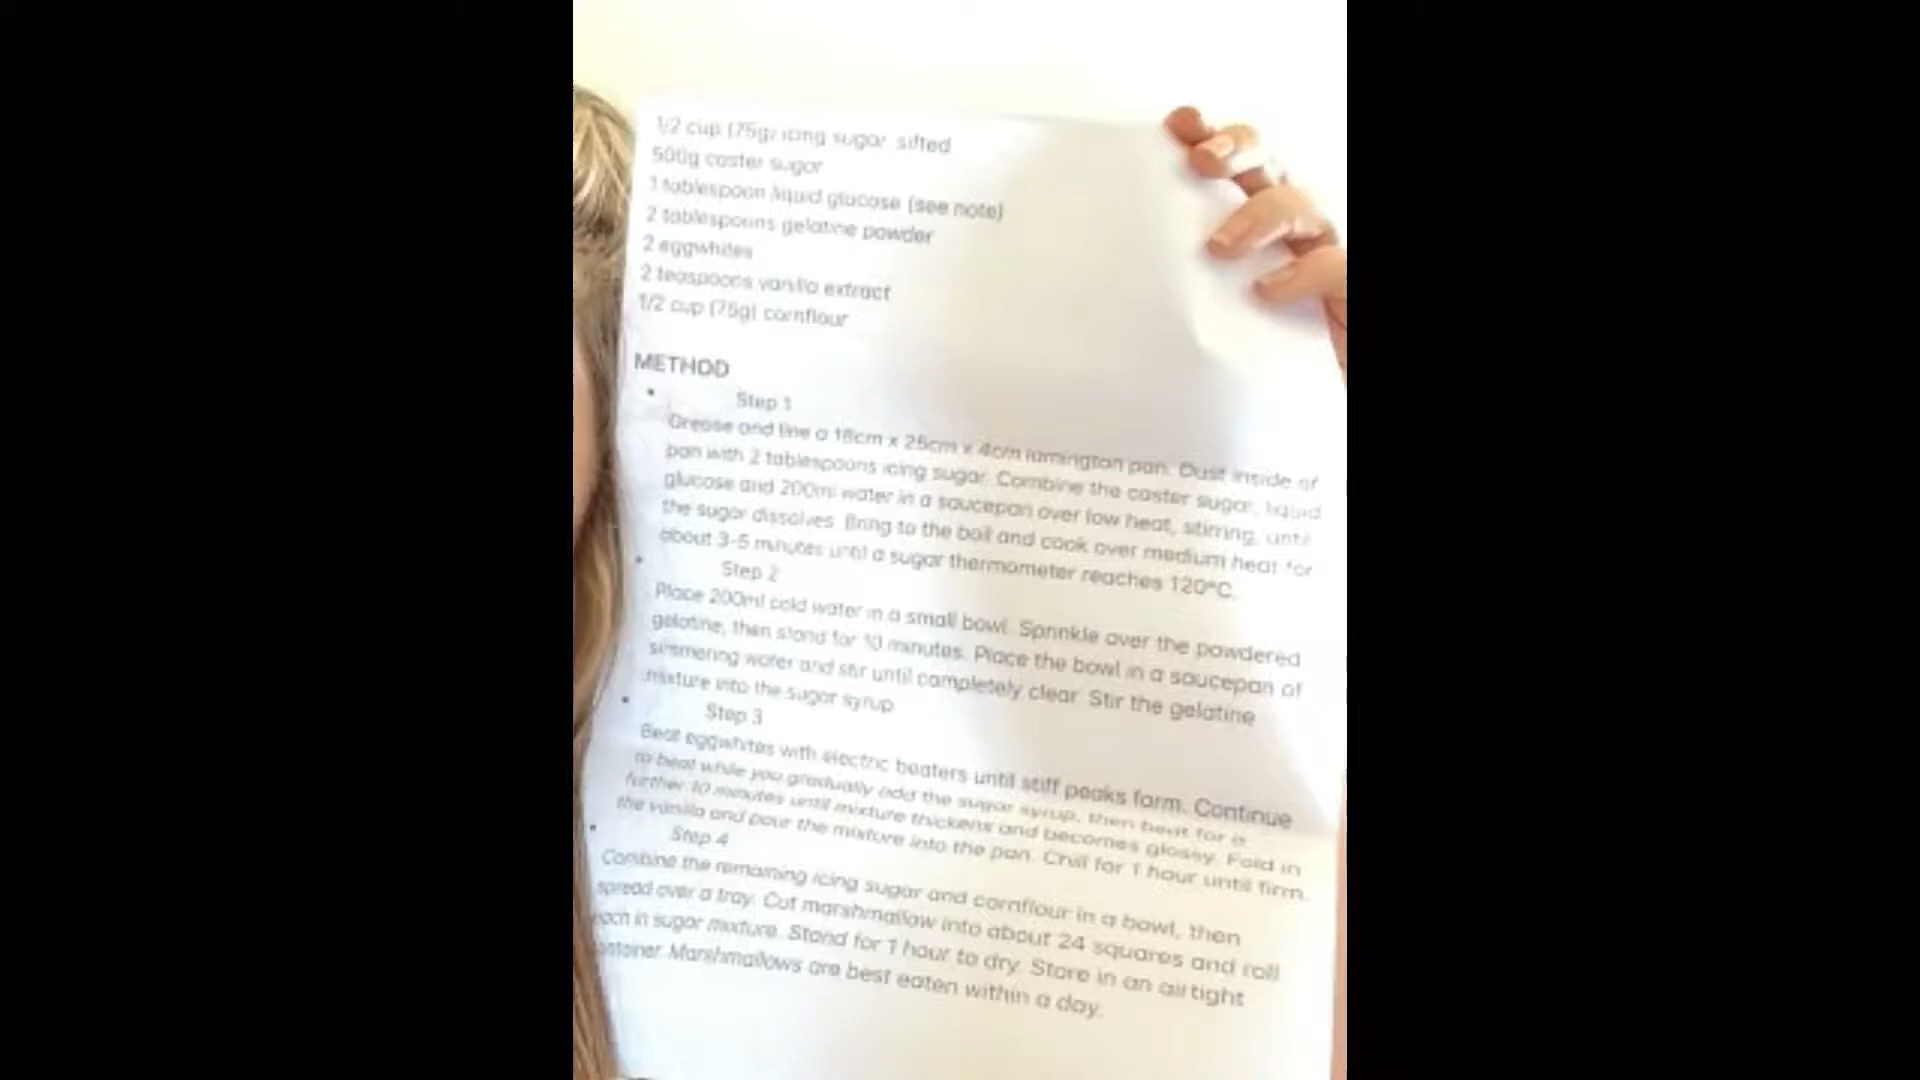 1/2 cup (75g) icing sugar, sifted
500g caster sugar
1 tablespoon liquid glucose (see note)
2 tablespoons gelatine powder
2 eggwhites
2 teaspoons vanilla extract
1/2 cup (75g) cornflour
METHOD
• Step 1
Grease and line a 18cm x 25cm x 4cm lamington pan. Dust inside of
pan with 2 tablespoons icing sugar. Combine the caster sugar, liquid
glucose and 200ml water in a saucepan over low heat, stirring, until
the sugar dissolves. Bring to the boil and cook over medium heat for
about 3-5 minutes until a sugar thermometer reaches 120°C.
• Step 2
Place 200ml cold water in a small bowl. Sprinkle over the powdered
gelatine, then stand for 10 minutes. Place the bowl in a saucepan of
simmering water and stir until completely clear. Stir the gelatine
mixture into the sugar syrup
• Step 3
Beat eggwhites with electric beaters until stiff peaks form. Continue
to beat while you gradually add the sugar syrup, then beat for a
further 10 minutes until mixture thickens and becomes glossy. Fold in
the vanilla and pour the mixture into the pan. Chill for 1 hour until firm.
• Step 4
Combine the remaining icing sugar and cornflour in a bowl, then
spread over a tray. Cut marshmallow into about 24 squares and roll
each in sugar mixture. Stand for 1 hour to dry. Store in an airtight
container. Marshmallows are best eaten within a day.